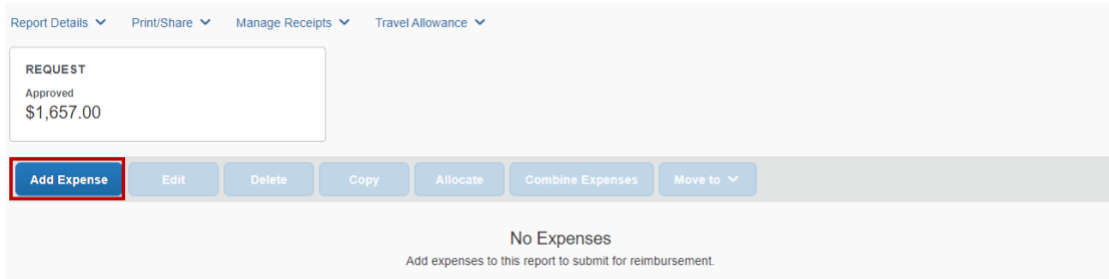 Report Details Print/Share Manage Receipts Travel Allowance
REQUEST
Approved
$1,657.00
Add Expense Edit Delete Copy Allocate Combine Expenses Move to
No Expenses
Add expenses to this report to submit for reimbursement.